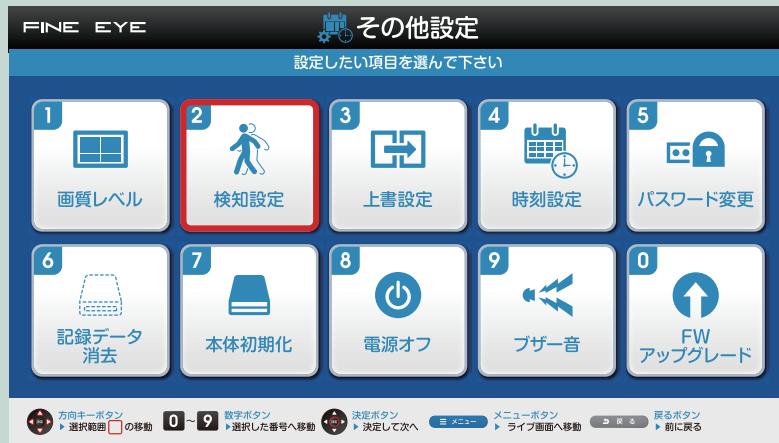 FINE EYE
その他設定
設定したい項目を選んで下さい
1
画質レベル
2
検知設定
3
上書設定
4
時刻設定
5
パスワード変更
6
記録データ
消去
7
本体初期化
8
電源オフ
9
ブザー音
0
FW
アップグレード
方向キーボタン
▶ 選択範囲 の移動
0 ~ 9
数字ボタン
▶選択した番号へ移動
決定ボタン
▶ 決定して次へ
☰ メニュー
メニューボタン
▶ ライブ画面へ移動
戻る
戻るボタン
▶ 前に戻る